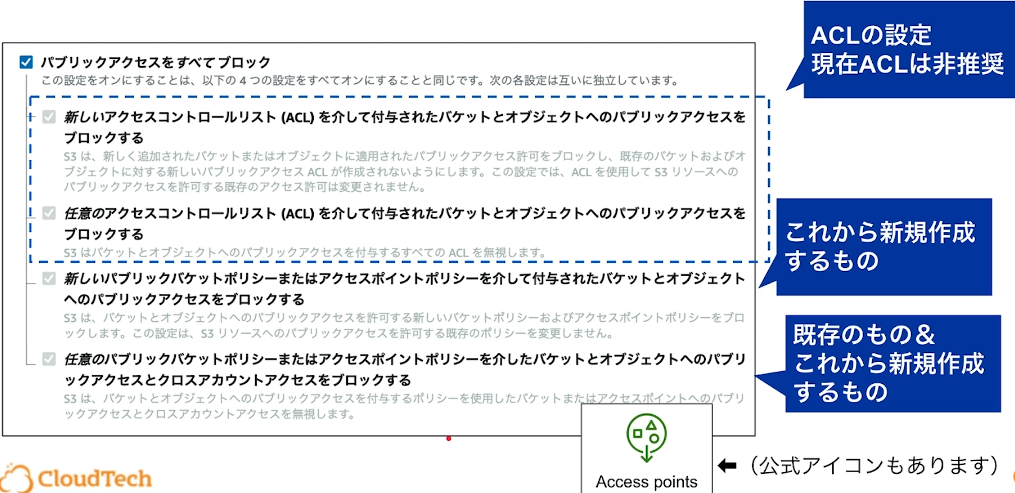 ACLの設定
現在ACLは非推奨
パブリックアクセスをすべてブロック
この設定をオンにすることは、以下の 4 つの設定をすべてオンにすることと同じです。次の各設定は互いに独立しています。
新しいアクセスコントロールリスト (ACL) を介して付与されたバケットとオブジェクトへのパブリックアクセスを
ブロックする
S3 は、新しく追加されたバケットまたはオブジェクトに適用されたパブリックアクセス許可をブロックし、既存のバケットおよびオ
ブジェクトに対する新しいパブリックアクセス ACL が作成されないようにします。この設定では、ACL を使用して S3 リソースへの
パブリックアクセスを許可する既存のアクセス許可は変更されません。
任意のアクセスコントロールリスト (ACL) を介して付与されたバケットとオブジェクトへのパブリックアクセスを
ブロックする
S3 はバケットとオブジェクトへのパブリックアクセスを付与するすべての ACL を無視します。
新しいパブリックバケットポリシーまたはアクセスポイントポリシーを介して付与されたバケットとオブジェクト
へのパブリックアクセスをブロックする
S3 は、バケットとオブジェクトへのパブリックアクセスを許可する新しいバケットポリシーおよびアクセスポイントポリシーをブロ
ックします。この設定は、S3 リソースへのパブリックアクセスを許可する既存のポリシーを変更しません。
これから新規作成
するもの
任意のパブリックバケットポリシーまたはアクセスポイントポリシーを介したバケットとオブジェクトへのパブリ
ックアクセスとクロスアカウントアクセスをブロックする
S3 は、バケットとオブジェクトへのパブリックアクセスを付与するポリシーを使用したバケットまたはアクセスポイントへのパブリ
ックアクセスとクロスアカウントアクセスを無視します。
既存のもの＆
これから新規作成
するもの
Access points
←（公式アイコンもあります）
CloudTech